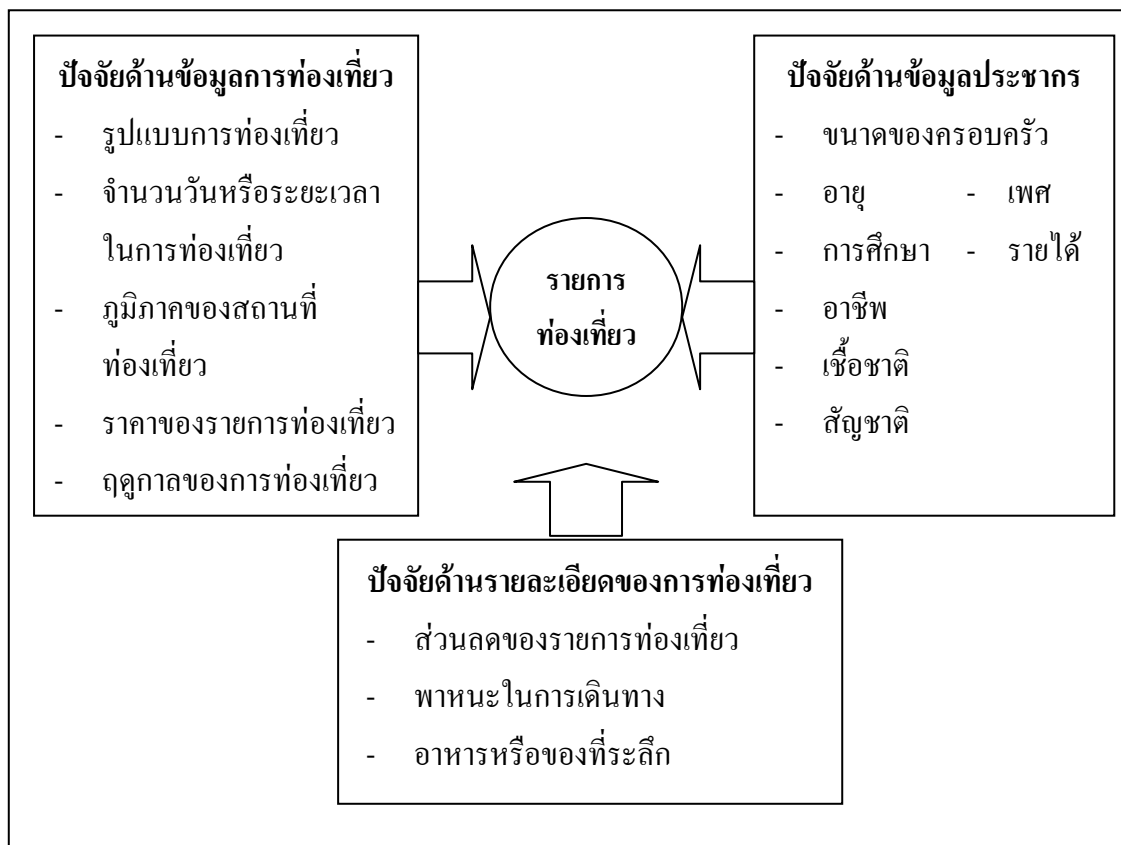 ปัจจัยด้านข้อมูลการท่องเที่ยว
- รูปแบบการท่องเที่ยว
- จำนวนวันหรือระยะเวลา
ในการท่องเที่ยว
- ภูมิภาคของสถานที่
ท่องเที่ยว
- ราคาของรายการท่องเที่ยว
- ฤดูกาลของการท่องเที่ยว
รายการ
ท่องเที่ยว
ปัจจัยด้านข้อมูลประชากร
- ขนาดของครอบครัว
- อายุ - เพศ
- การศึกษา - รายได้
- อาชีพ
- เชื้อชาติ
- สัญชาติ
ปัจจัยด้านรายละเอียดของการท่องเที่ยว
- ส่วนลดของรายการท่องเที่ยว
- พาหนะในการเดินทาง
- อาหารหรือของที่ระลึก